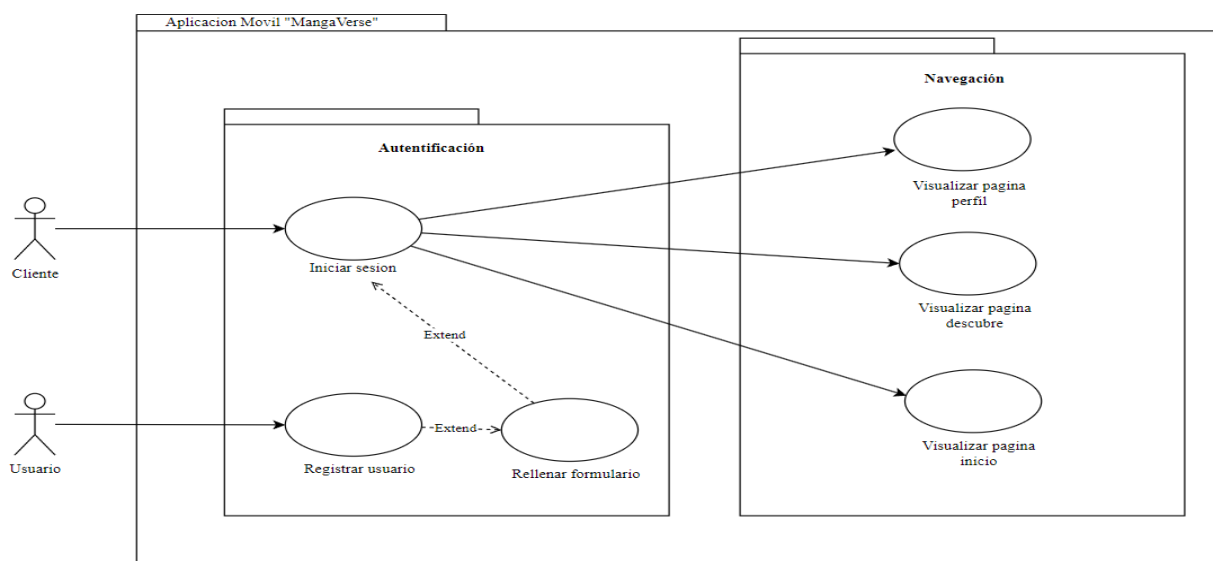 Aplicacion Movil "MangaVerse"
Navegación
Autentificación
Visualizar pagina
perfil
Cliente
Iniciar sesion
Visualizar pagina
descubre
Extend
Extend
Usuario
Registrar usuario
Rellenar formulario
Visualizar pagina
inicio